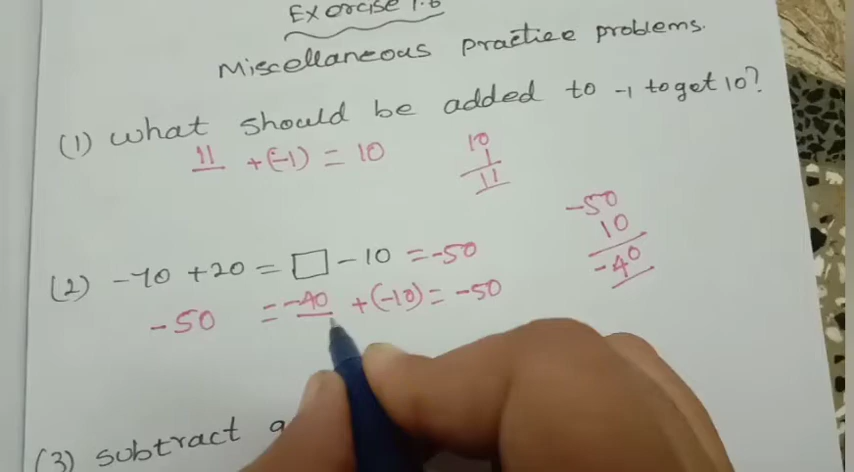 Exercise 1.6
Miscellaneous practice problems.
(1) what should be added to -1 to get 10?
11 + (-1) = 10
10
1
11
(2) -70 + 20 = □ - 10 = -50
-50 = -40 + (-10) = -50
-50
10
-40
(3) subtract